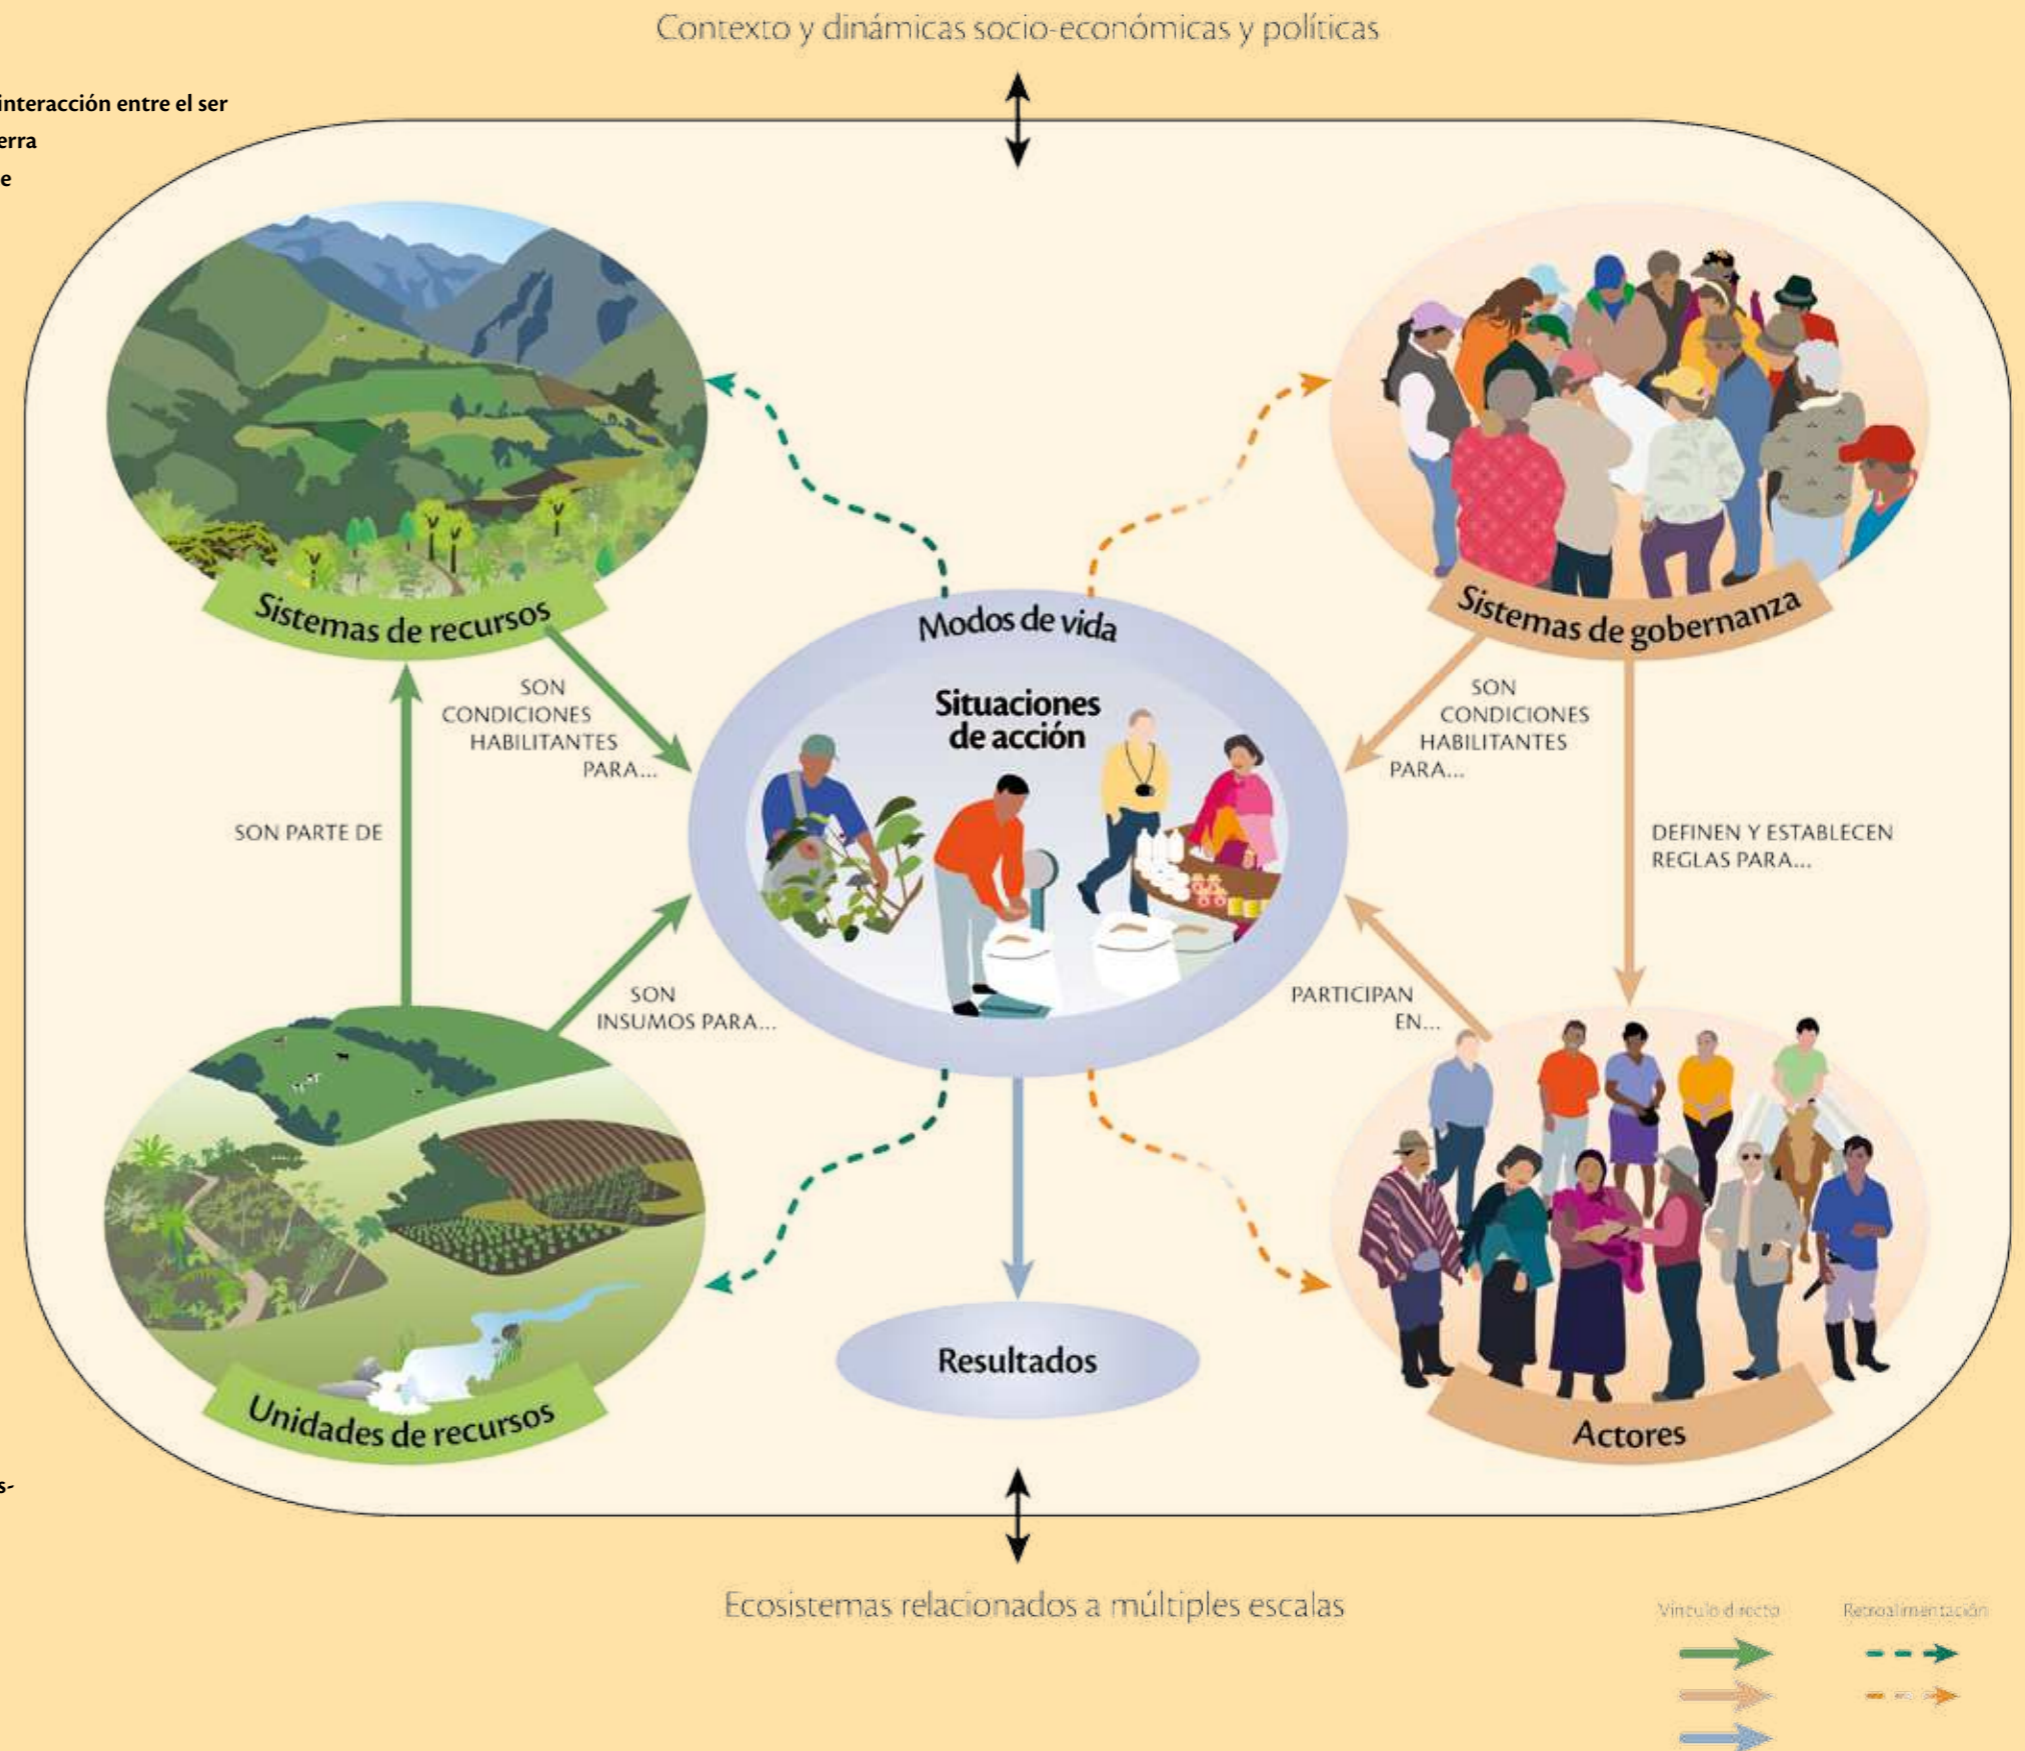 Contexto y dinámicas socio-económicas y políticas
interacción entre el ser
erra
e
Sistemas de recursos
Sistemas de gobernanza
Modos de vida
Situaciones
de acción
SON
CONDICIONES
HABILITANTES
PARA...
SON
CONDICIONES
HABILITANTES
PARA...
SON PARTE DE
DEFINEN Y ESTABLECEN
REGLAS PARA...
SON
INSUMOS PARA...
PARTICIPAN
EN...
Resultados
Unidades de recursos
Actores
s-
Ecosistemas relacionados a múltiples escalas
Vínculo directo
Retroalimentación